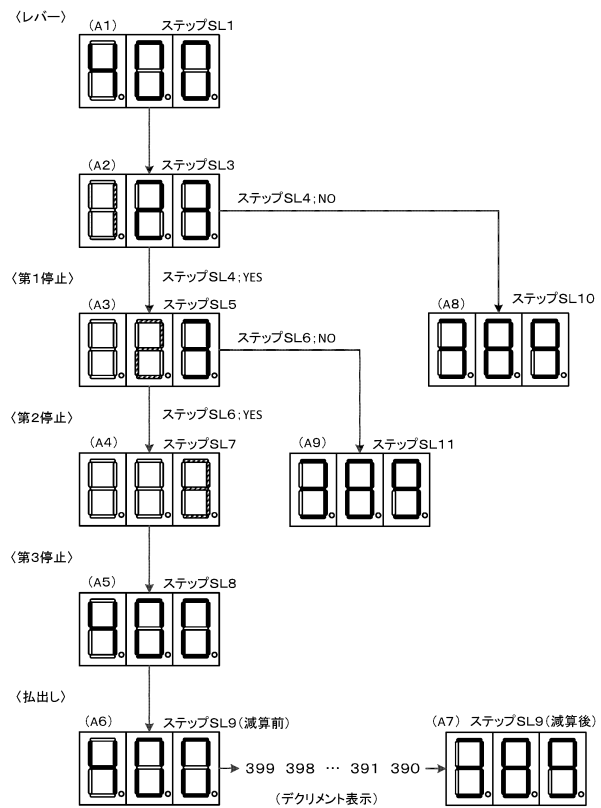 〈レバー〉
(A1) ステップSL1
(A2) ステップSL3
ステップSL4;NO
ステップSL4;YES
〈第1停止〉
(A3) ステップSL5
(A8) ステップSL10
ステップSL6;NO
ステップSL6;YES
〈第2停止〉
(A4) ステップSL7
(A9) ステップSL11
〈第3停止〉
(A5) ステップSL8
〈払出し〉
(A6) ステップSL9(減算前)
(A7) ステップSL9(減算後)
399 398 … 391 390
(デクリメント表示)